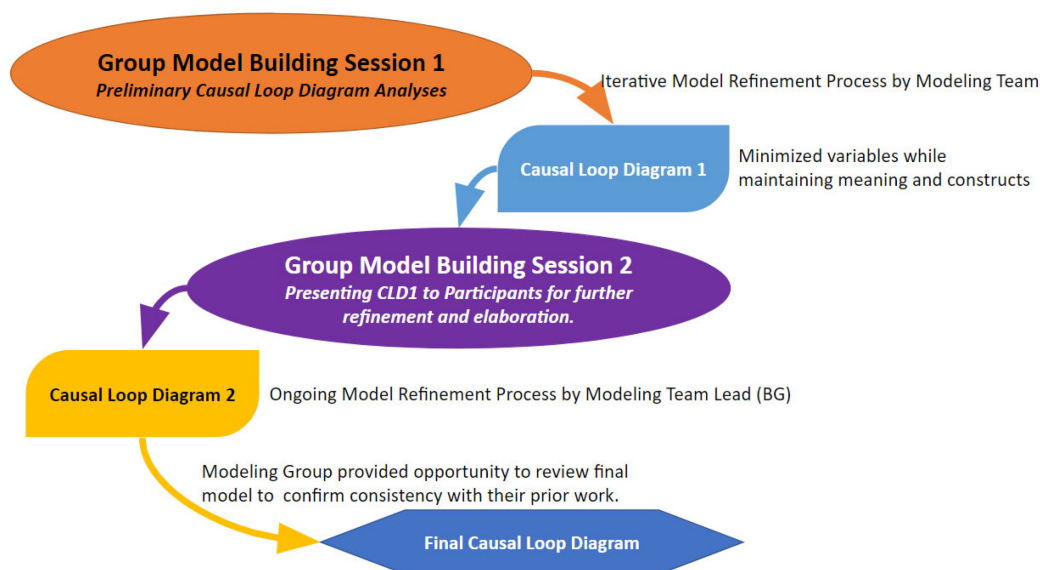 Group Model Building Session 1
Preliminary Causal Loop Diagram Analyses
Iterative Model Refinement Process by Modeling Team
Causal Loop Diagram 1
Minimized variables while
maintaining meaning and constructs
Group Model Building Session 2
Presenting CLD1 to Participants for further
refinement and elaboration.
Causal Loop Diagram 2
Ongoing Model Refinement Process by Modeling Team Lead (BG)
Modeling Group provided opportunity to review final
model to  confirm consistency with their prior work.
Final Causal Loop Diagram